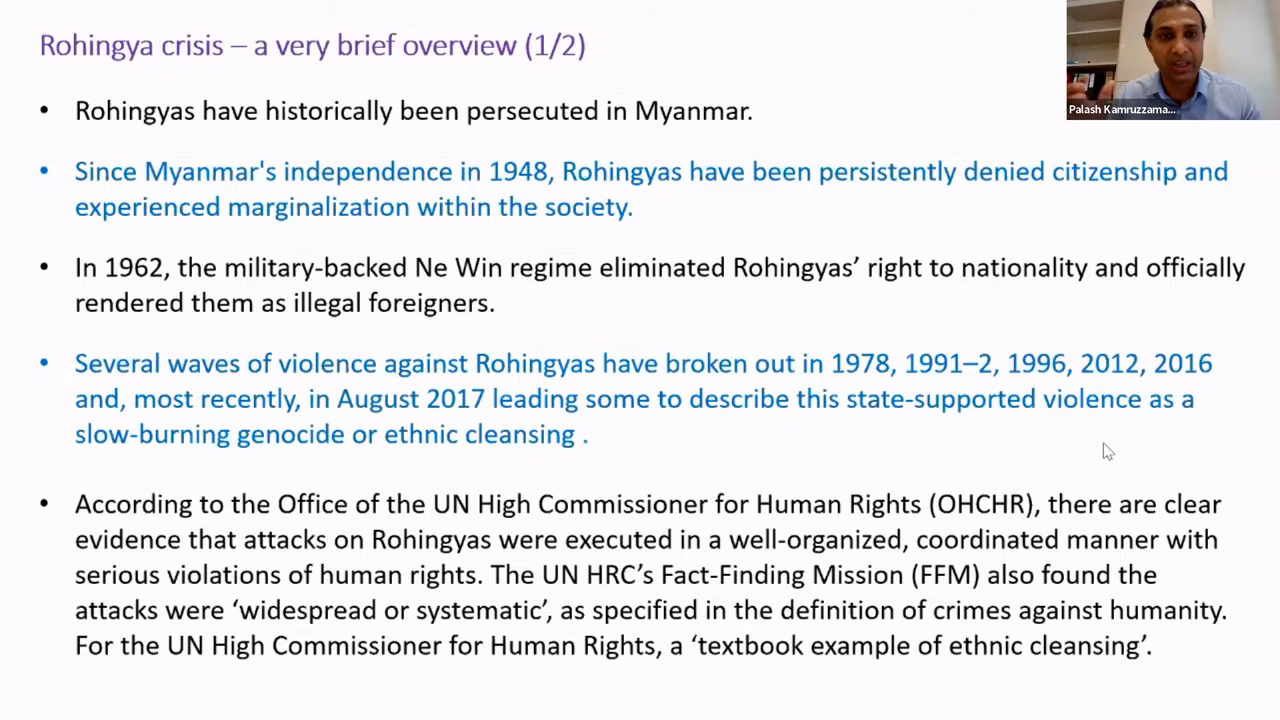 Rohingya crisis – a very brief overview (1/2)
Palash Kamruzzama...
• Rohingyas have historically been persecuted in Myanmar.
• Since Myanmar's independence in 1948, Rohingyas have been persistently denied citizenship and
experienced marginalization within the society.
• In 1962, the military-backed Ne Win regime eliminated Rohingyas’ right to nationality and officially
rendered them as illegal foreigners.
• Several waves of violence against Rohingyas have broken out in 1978, 1991–2, 1996, 2012, 2016
and, most recently, in August 2017 leading some to describe this state-supported violence as a
slow-burning genocide or ethnic cleansing .
• According to the Office of the UN High Commissioner for Human Rights (OHCHR), there are clear
evidence that attacks on Rohingyas were executed in a well-organized, coordinated manner with
serious violations of human rights. The UN HRC’s Fact-Finding Mission (FFM) also found the
attacks were ‘widespread or systematic’, as specified in the definition of crimes against humanity.
For the UN High Commissioner for Human Rights, a ‘textbook example of ethnic cleansing’.